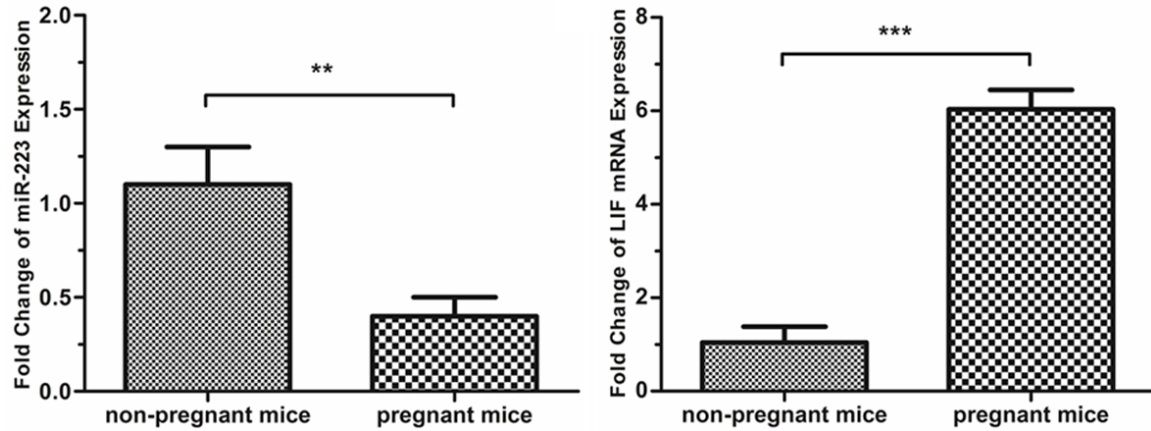 Fold Change of miR-223 Expression
2.0
1.5
1.0
0.5
0.0
**
non-pregnant mice
pregnant mice
Fold Change of LIF mRNA Expression
8
6
4
2
0
***
non-pregnant mice
pregnant mice